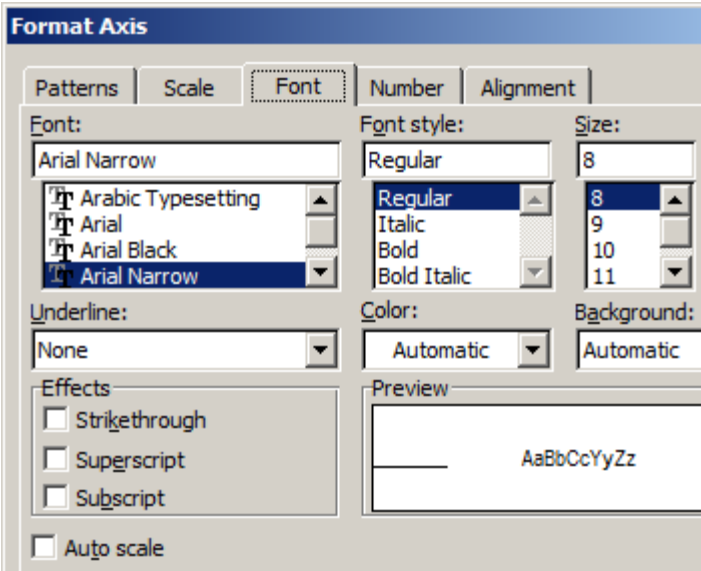 Format Axis
Patterns Scale Font Number Alignment
Font: Font style: Size:
Arial Narrow Regular 8
Arabic Typesetting Regular 8
Arial Italic 9
Arial Black Bold 10
Arial Narrow Bold Italic 11
Underline: Color: Background:
None Automatic Automatic
Effects Preview
Strikethrough
Superscript AaBbCcYyZz
Subscript
Auto scale